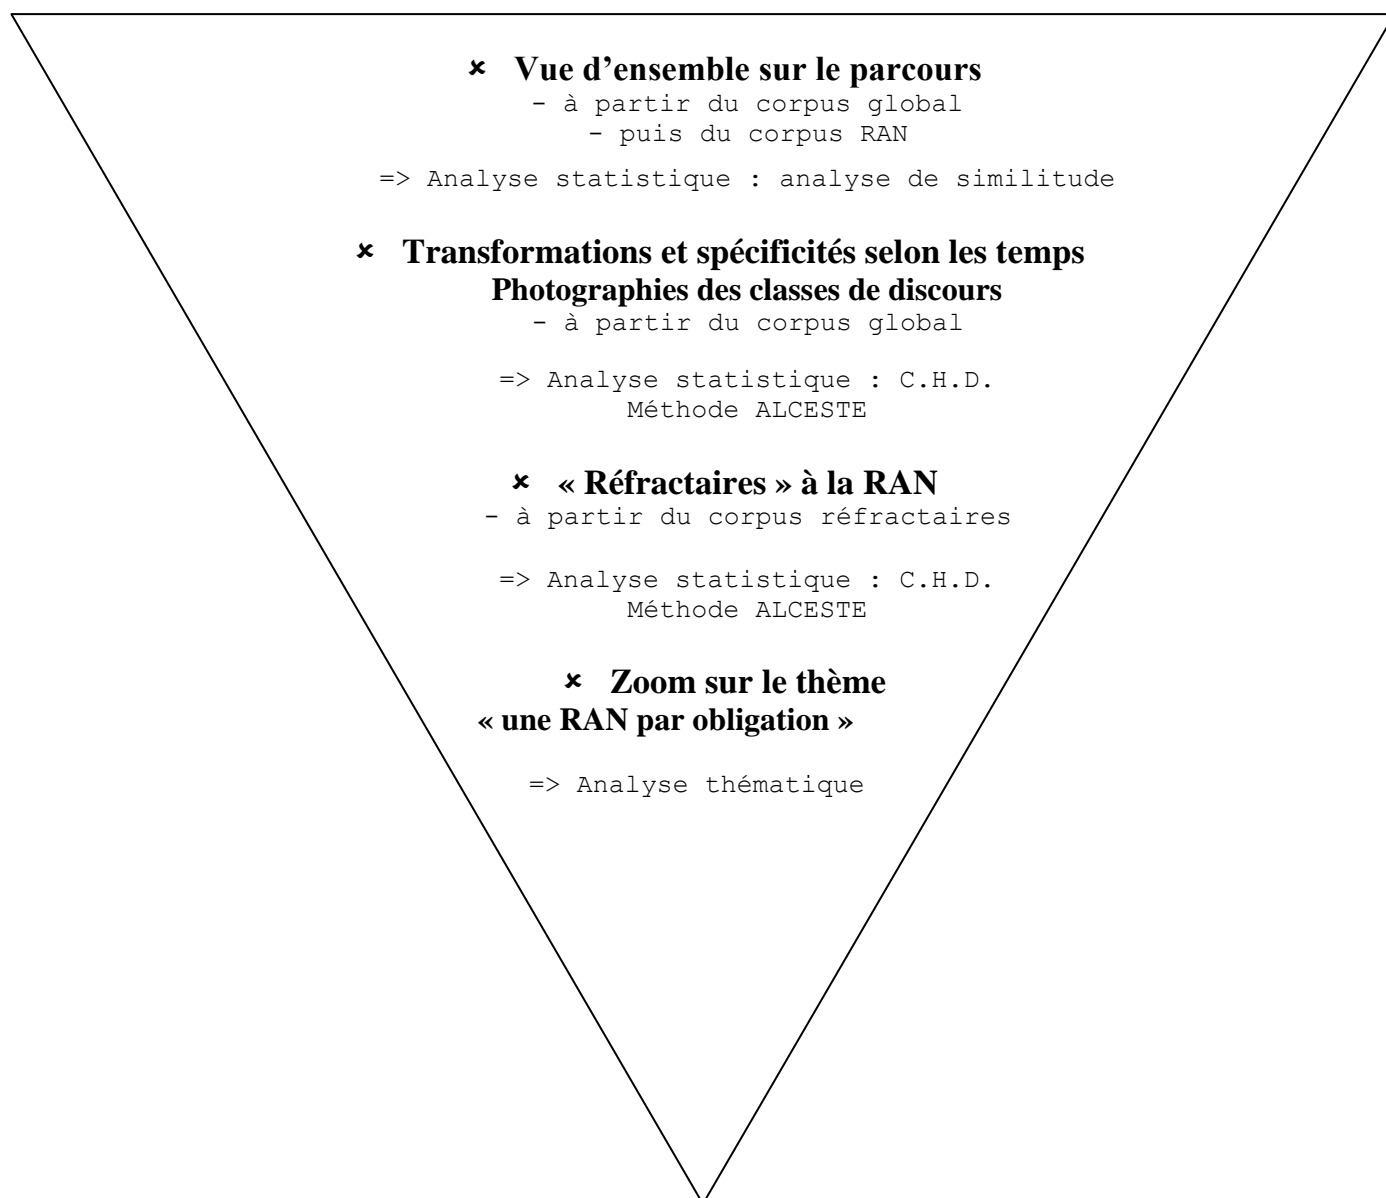 × Vue d’ensemble sur le parcours
- à partir du corpus global
- puis du corpus RAN
=> Analyse statistique : analyse de similitude
× Transformations et spécificités selon les temps
Photographies des classes de discours
- à partir du corpus global
=> Analyse statistique : C.H.D.
Méthode ALCESTE
× « Réfractaires » à la RAN
- à partir du corpus réfractaires
=> Analyse statistique : C.H.D.
Méthode ALCESTE
× Zoom sur le thème
« une RAN par obligation »
=> Analyse thématique